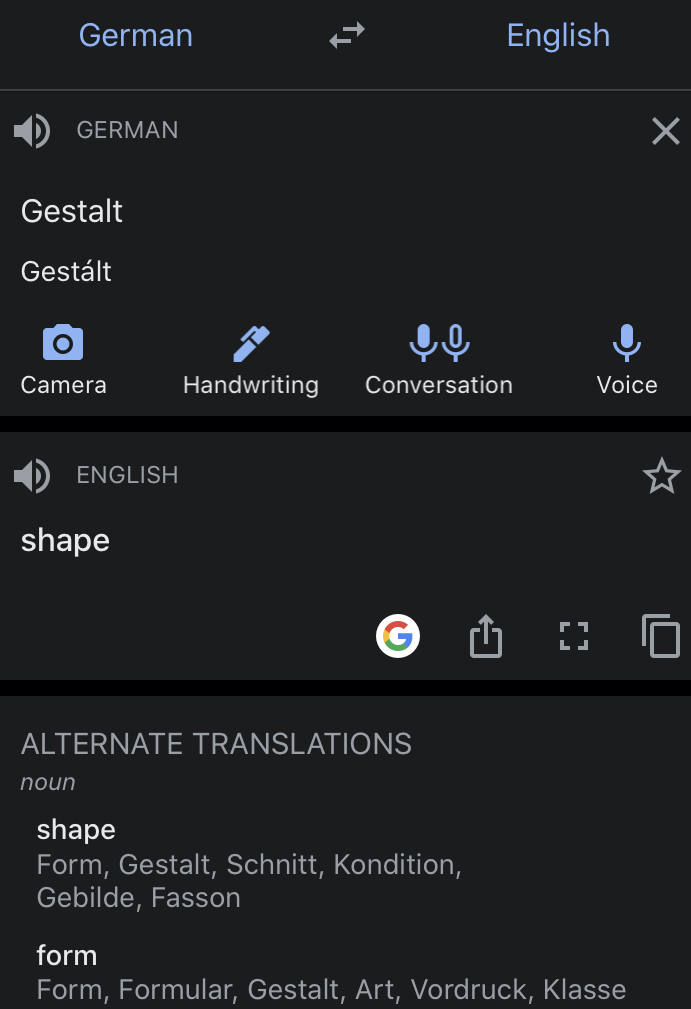 German English
GERMAN
Gestalt
Gestált
Camera Handwriting Conversation Voice
ENGLISH
shape
ALTERNATE TRANSLATIONS
noun
shape
Form, Gestalt, Schnitt, Kondition,
Gebilde, Fasson
form
Form, Formular, Gestalt, Art, Vordruck, Klasse